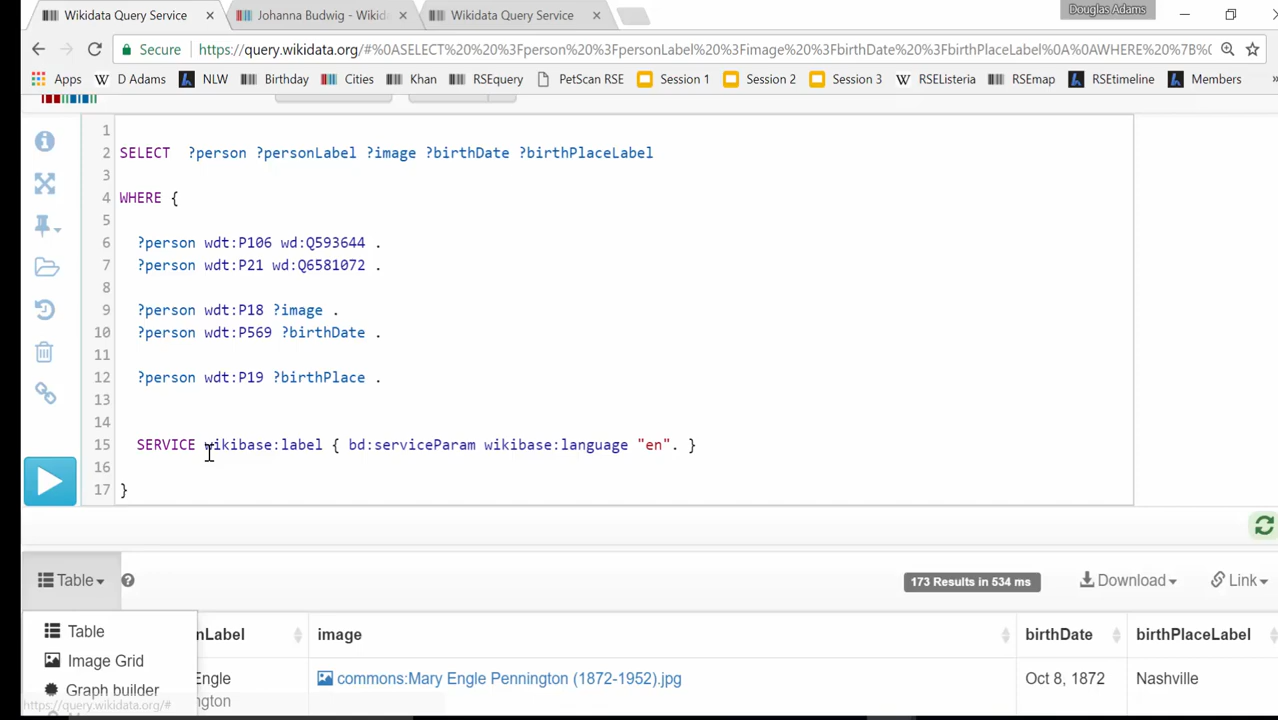 Wikidata Query Service
Johanna Budwig - Wikid
Wikidata Query Service
Douglas Adams
Secure
https://query.wikidata.org/#%0ASELECT%20%20%3Fperson%20%3FpersonLabel%20%3Fimage%20%3FbirthDate%20%3FbirthPlaceLabel%0A%0AWHERE%20%7B%0
Apps
D Adams
NLW
Birthday
Cities
Khan
RSEquery
PetScan RSE
Session 1
Session 2
Session 3
RSEListeria
RSEmap
RSEtimeline
Members
»
1
2 SELECT ?person ?personLabel ?image ?birthDate ?birthPlaceLabel
3
4 WHERE {
5
6 ?person wdt:P106 wd:Q593644 .
7 ?person wdt:P21 wd:Q6581072 .
8
9 ?person wdt:P18 ?image .
10 ?person wdt:P569 ?birthDate .
11
12 ?person wdt:P19 ?birthPlace .
13
14
15 SERVICE wikibase:label { bd:serviceParam wikibase:language "en". }
16
17 }
Table
173 Results in 534 ms
Download
Link
Table
Image Grid
Graph builder
nLabel
image
birthDate
birthPlaceLabel
Engle
ngton
commons:Mary Engle Pennington (1872-1952).jpg
Oct 8, 1872
Nashville
https://query.wikidata.org/#